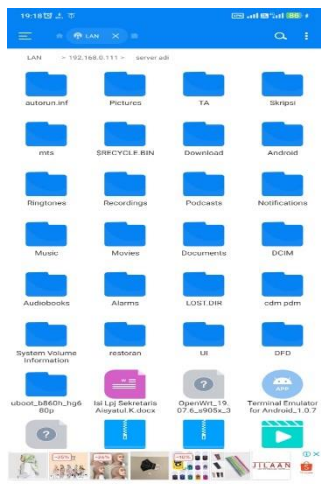 19:18
LAN
LAN > 192.168.0.111 > server adi
autorun.inf Pictures TA Skripsi
mts $RECYCLE.BIN Download Android
Ringtones Recordings Podcasts Notifications
Music Movies Documents DCIM
Audiobooks Alarms LOST.DIR cdm pdm
System Volume Information restoran UI DFD
uboot_b860h_hg6 Isi Lpj Sekretaris OpenWrt_19. Terminal Emulator
80p Aisyatul.K.docx 07.6_s905x_3 for Android_1.0.7
APP
JILAAN